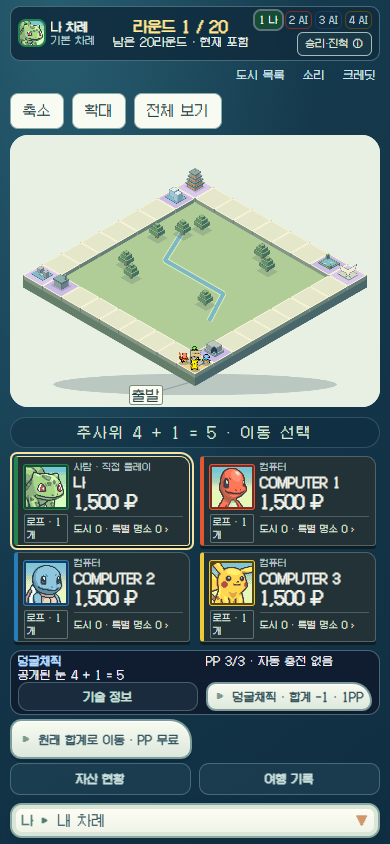 나 차례
기본 차례
라운드 1 / 20
남은 20라운드 · 현재 포함
1 나
2 AI
3 AI
4 AI
승리·진척 ⓘ
도시 목록
소리
크레딧
축소
확대
전체 보기
출발
주사위 4 + 1 = 5 · 이동 선택
사람 · 직접 플레이
나
1,500 ₽
로프 · 1개
도시 0 · 특별 명소 0 ›
컴퓨터
COMPUTER 1
1,500 ₽
로프 · 1개
도시 0 · 특별 명소 0 ›
컴퓨터
COMPUTER 2
1,500 ₽
로프 · 1개
도시 0 · 특별 명소 0 ›
컴퓨터
COMPUTER 3
1,500 ₽
로프 · 1개
도시 0 · 특별 명소 0 ›
덩굴채찍
PP 3/3 · 자동 충전 없음
공개된 눈 4 + 1 = 5
기술 정보
▶ 덩굴채찍 · 합계 -1 · 1PP
▶ 원래 합계로 이동 · PP 무료
자산 현황
여행 기록
나 ▶ 내 차례 ▼